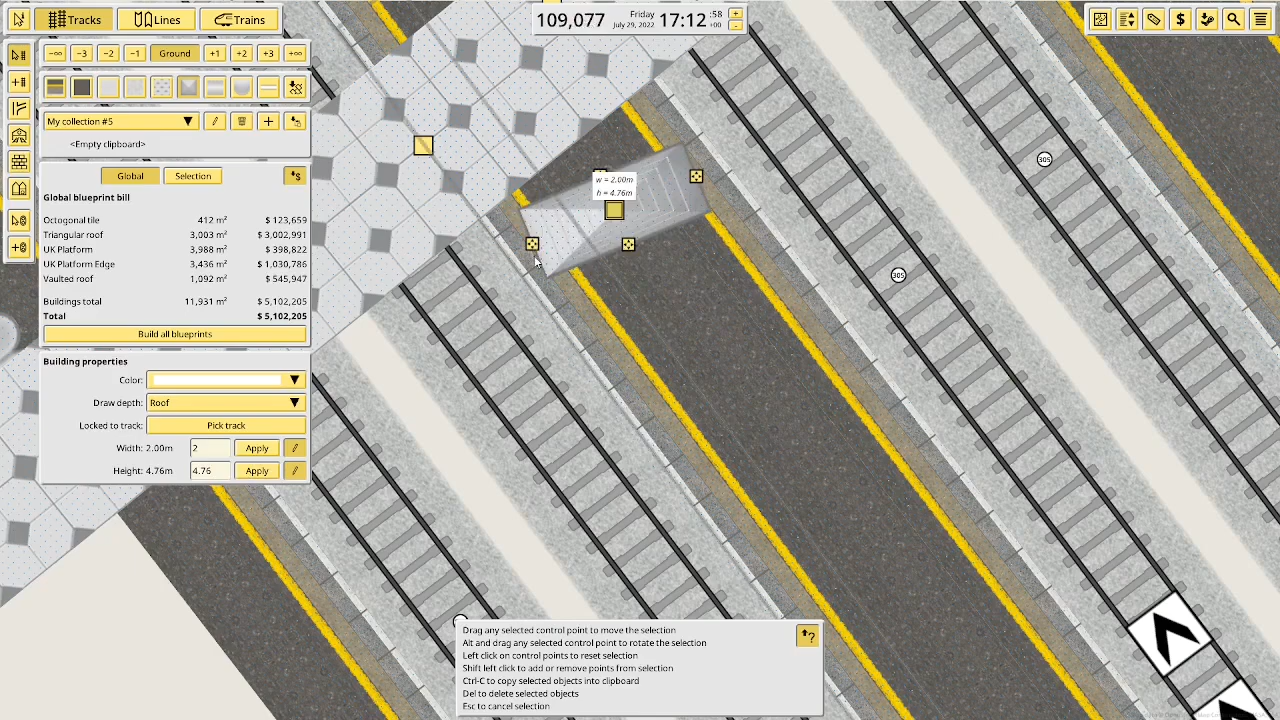 Tracks
Lines
Trains
109,077
Friday
July 29, 2022
17:12
:58
+00
+
-
-∞
-3
-2
-1
Ground
+1
+2
+3
+∞
My collection #5
<Empty clipboard>
Global
Selection
Global blueprint bill
Octogonal tile 412 m² $ 123,659
Triangular roof 3,003 m² $ 3,002,991
UK Platform 3,988 m² $ 398,822
UK Platform Edge 3,436 m² $ 1,030,786
Vaulted roof 1,092 m² $ 545,947
Buildings total 11,931 m² $ 5,102,205
Total $ 5,102,205
Build all blueprints
Building properties
Color:
Draw depth: Roof
Locked to track: Pick track
Width: 2.00m 2 Apply
Height: 4.76m 4.76 Apply
w = 2.00m
h = 4.76m
305
305
Drag any selected control point to move the selection
Alt and drag any selected control point to rotate the selection
Left click on control points to reset selection
Shift left click to add or remove points from selection
Ctrl-C to copy selected objects into clipboard
Del to delete selected objects
Esc to cancel selection